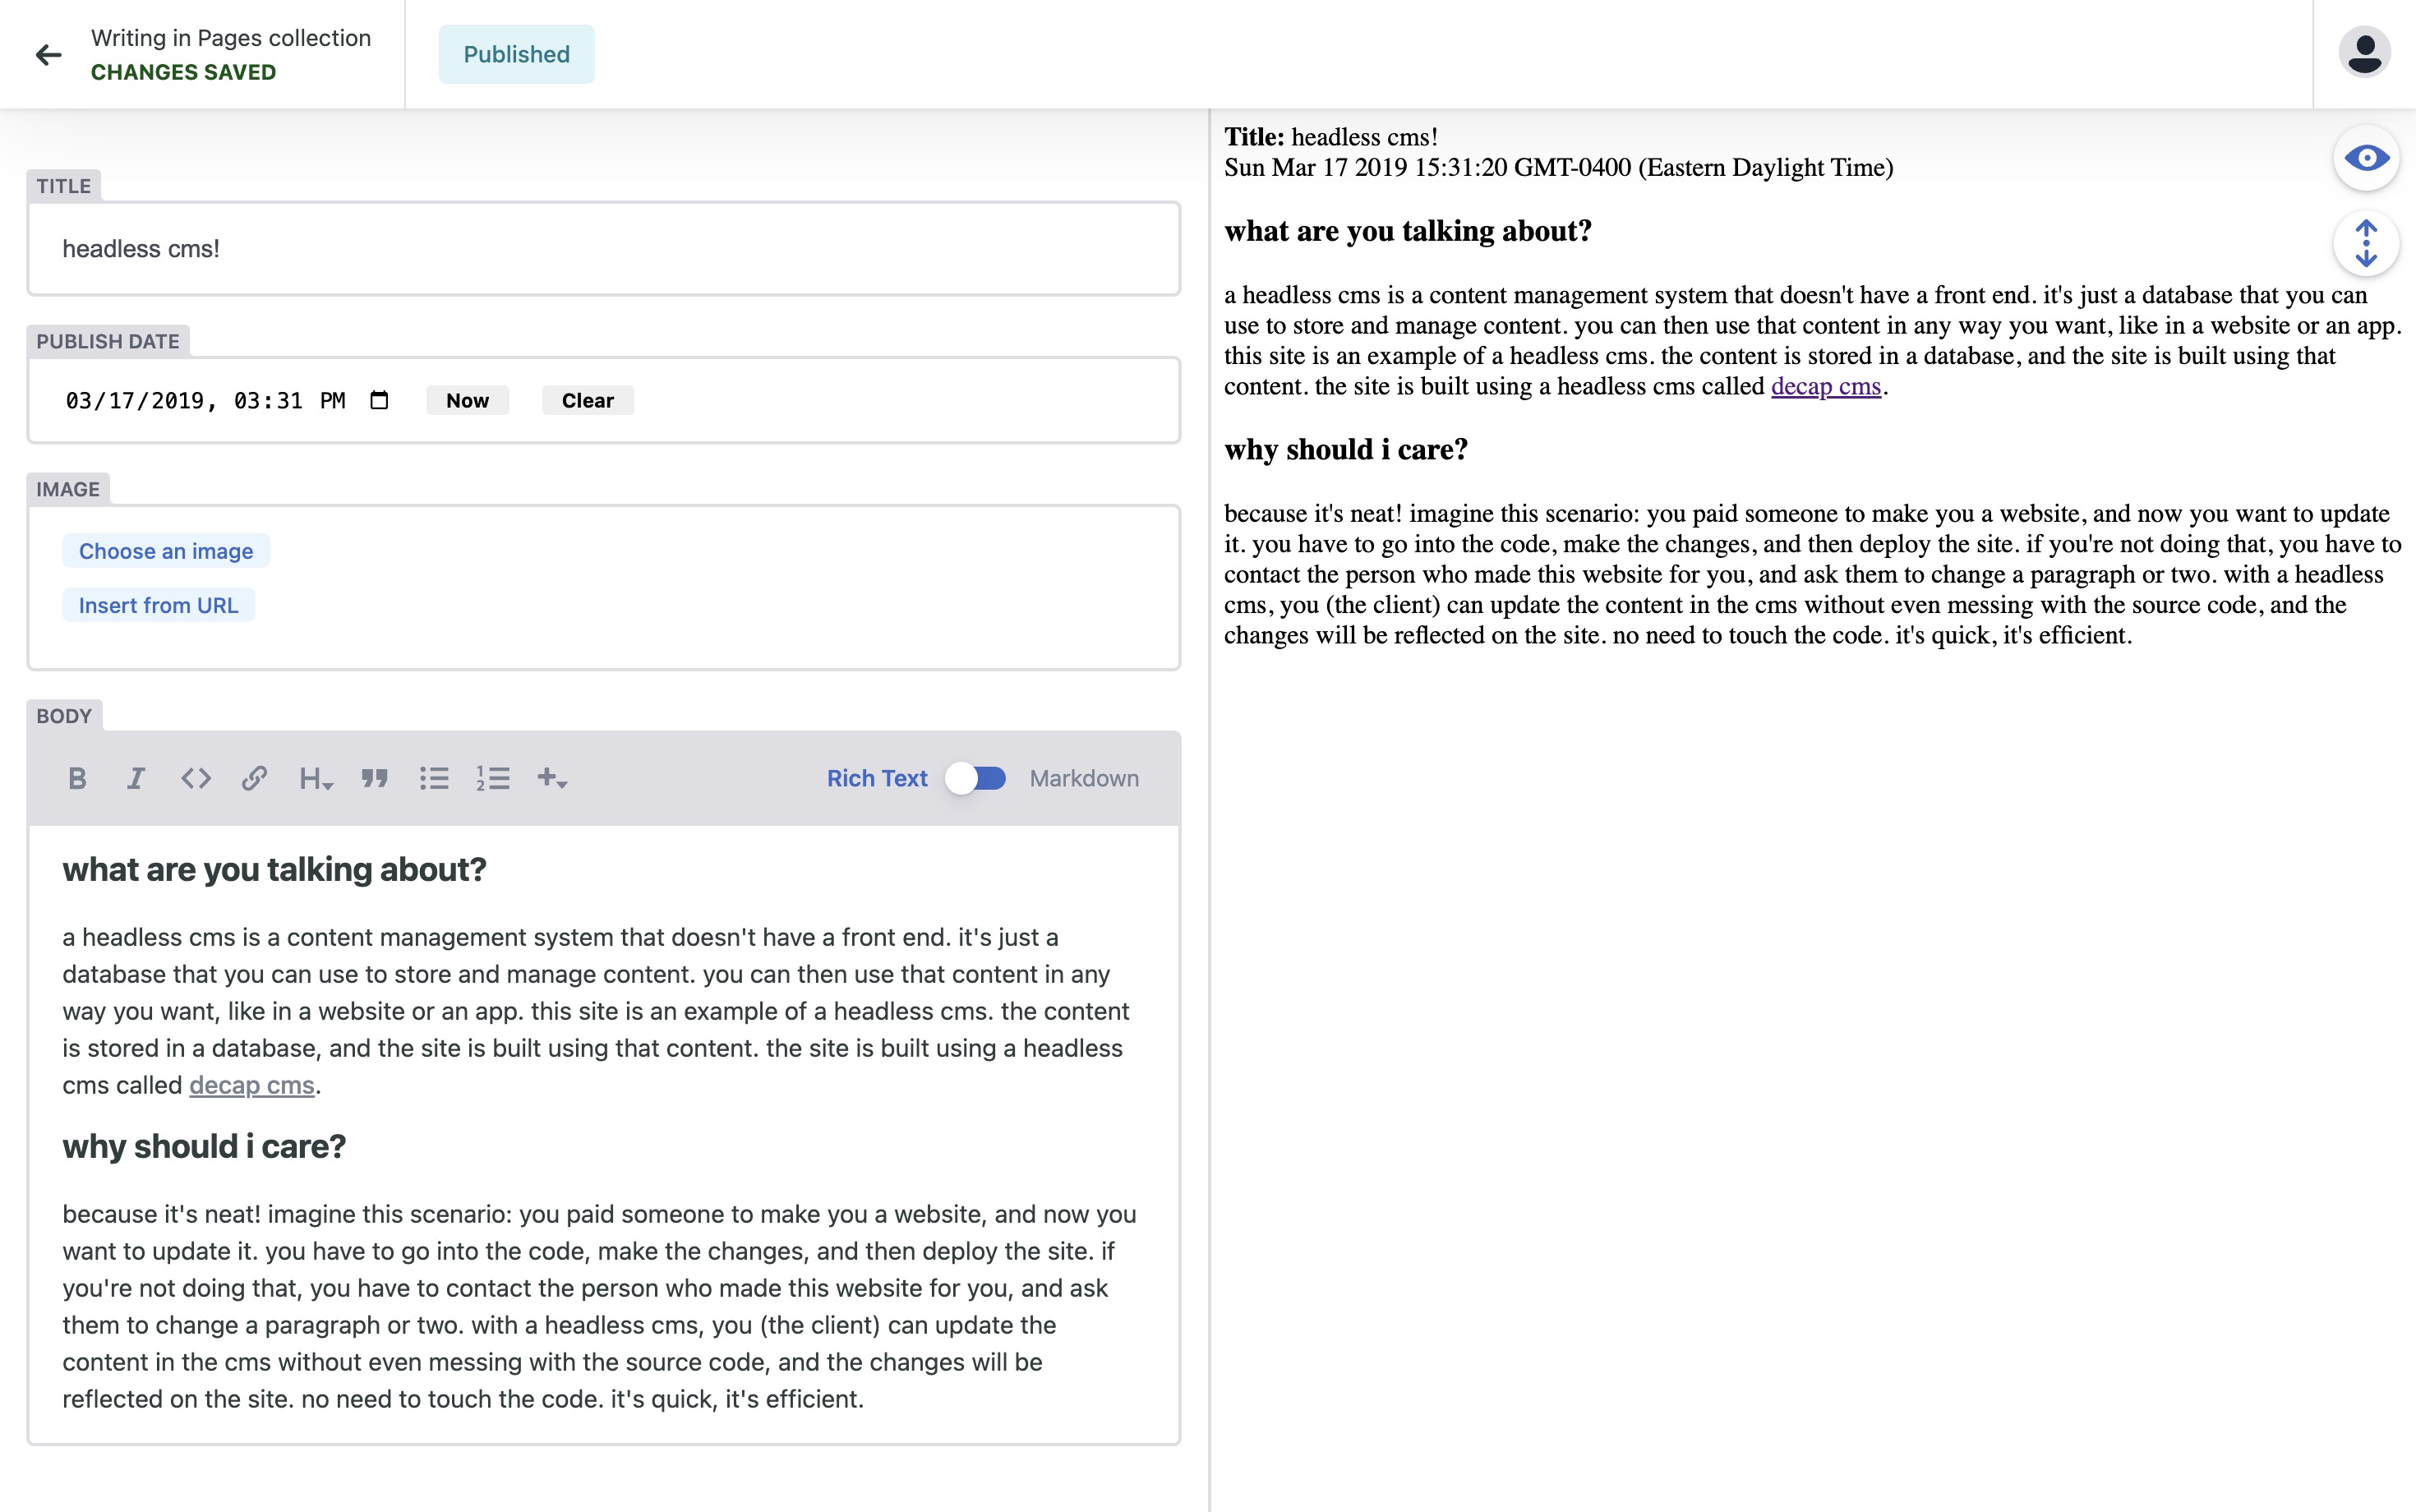 Writing in Pages collection
CHANGES SAVED
Published
TITLE
headless cms!
PUBLISH DATE
03/17/2019, 03:31 PM
Now
Clear
IMAGE
Choose an image
Insert from URL
BODY
B I <> H
Rich Text
Markdown
what are you talking about?
a headless cms is a content management system that doesn't have a front end. it's just a
database that you can use to store and manage content. you can then use that content in any
way you want, like in a website or an app. this site is an example of a headless cms. the content
is stored in a database, and the site is built using that content. the site is built using a headless
cms called decap cms.
why should i care?
because it's neat! imagine this scenario: you paid someone to make you a website, and now you
want to update it. you have to go into the code, make the changes, and then deploy the site. if
you're not doing that, you have to contact the person who made this website for you, and ask
them to change a paragraph or two. with a headless cms, you (the client) can update the
content in the cms without even messing with the source code, and the changes will be
reflected on the site. no need to touch the code. it's quick, it's efficient.
Title: headless cms!
Sun Mar 17 2019 15:31:20 GMT-0400 (Eastern Daylight Time)
what are you talking about?
a headless cms is a content management system that doesn't have a front end. it's just a database that you can
use to store and manage content. you can then use that content in any way you want, like in a website or an app.
this site is an example of a headless cms. the content is stored in a database, and the site is built using that
content. the site is built using a headless cms called decap cms.
why should i care?
because it's neat! imagine this scenario: you paid someone to make you a website, and now you want to update
it. you have to go into the code, make the changes, and then deploy the site. if you're not doing that, you have to
contact the person who made this website for you, and ask them to change a paragraph or two. with a headless
cms, you (the client) can update the content in the cms without even messing with the source code, and the
changes will be reflected on the site. no need to touch the code. it's quick, it's efficient.